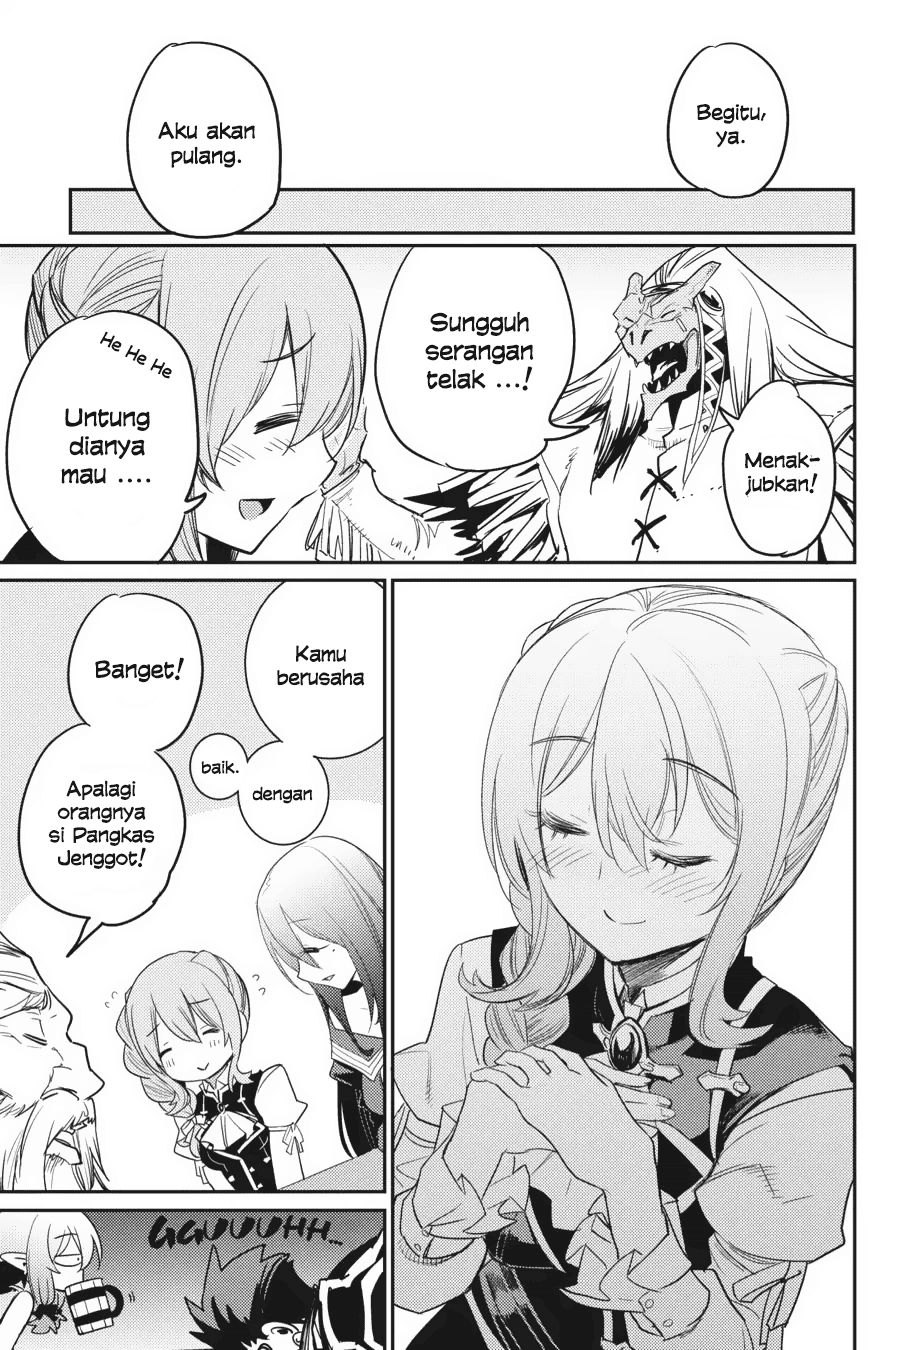 Begitu,
ya.
Aku akan
pulang.
Menak-
jubkan!
Sungguh
serangan
telak ...!
He He He
Untung
dianya
mau ....
Kamu
berusaha
dengan
baik.
Banget!
Apalagi
orangnya
si Pangkas
Jenggot!
GGUUUUHH...